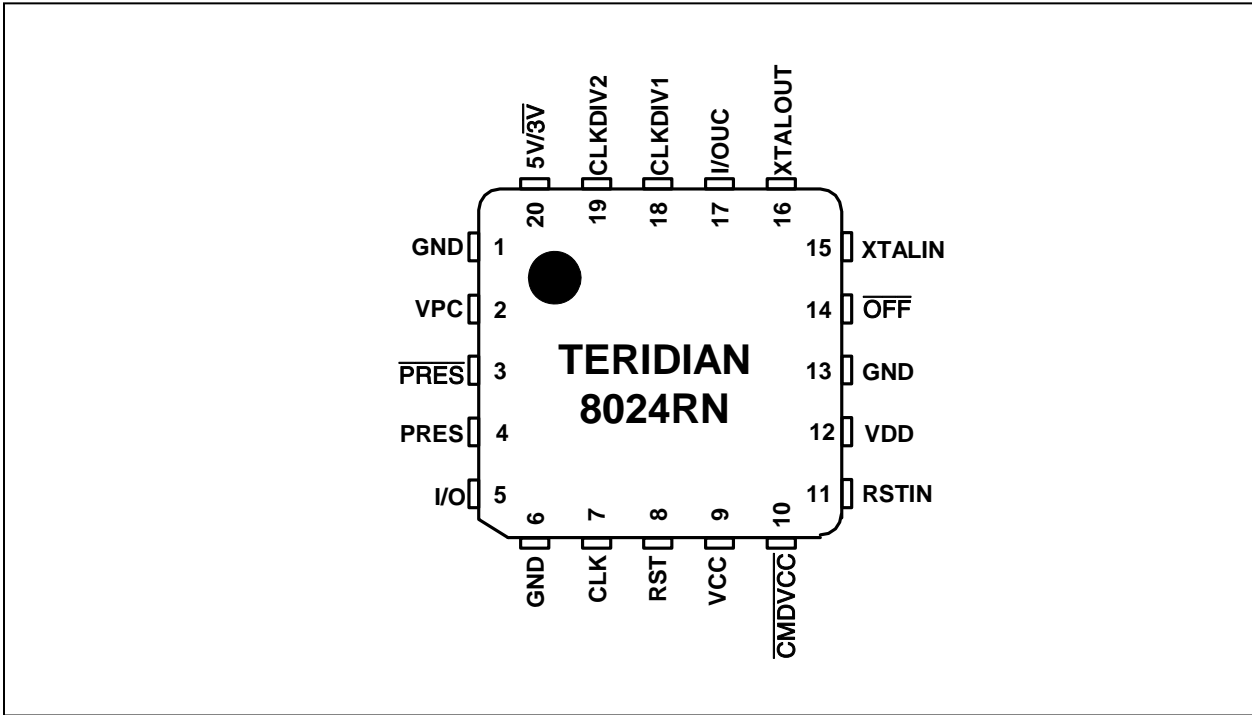 5V/3V
CLKDIV2
CLKDIV1
I/OUC
XTALOUT
20
19
18
17
16
GND 1
15 XTALIN
VPC 2
14 OFF
PRES 3
13 GND
PRES 4
12 VDD
I/O 5
11 RSTIN
TERIDIAN
8024RN
6
7
8
9
10
GND
CLK
RST
VCC
CMDVCC